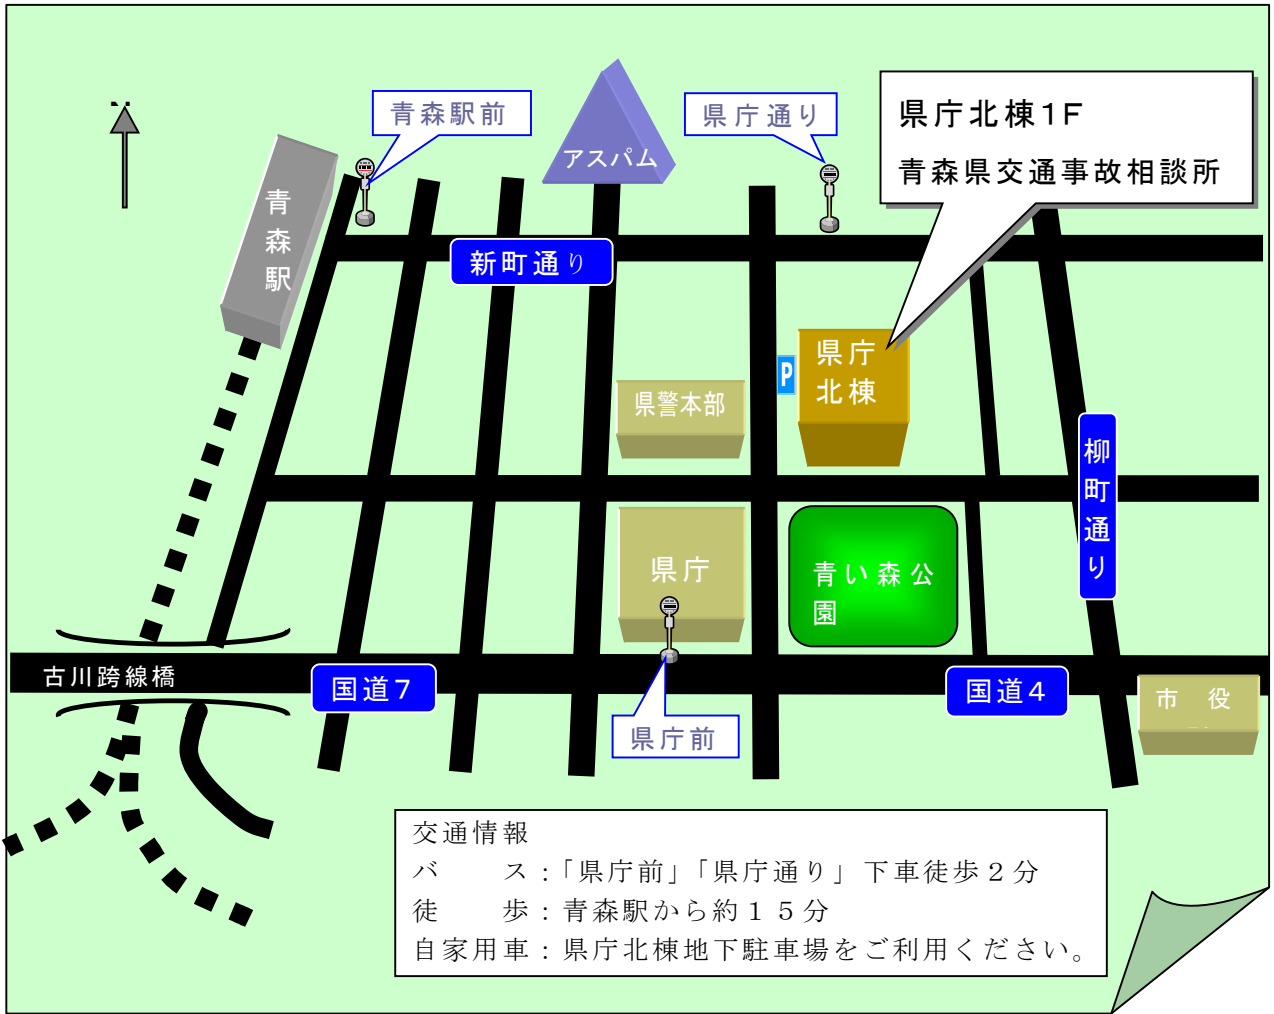 青森駅前
県庁通り
県庁北棟1F
青森県交通事故相談所
アスパム
青森駅
新町通り
県庁
北棟
P
県警本部
柳町通り
県庁
青い森公
園
古川跨線橋
国道7
国道4
市 役
県庁前
交通情報
バ　　ス:「県庁前」「県庁通り」下車徒歩２分
徒　　歩:青森駅から約１５分
自家用車:県庁北棟地下駐車場をご利用ください。